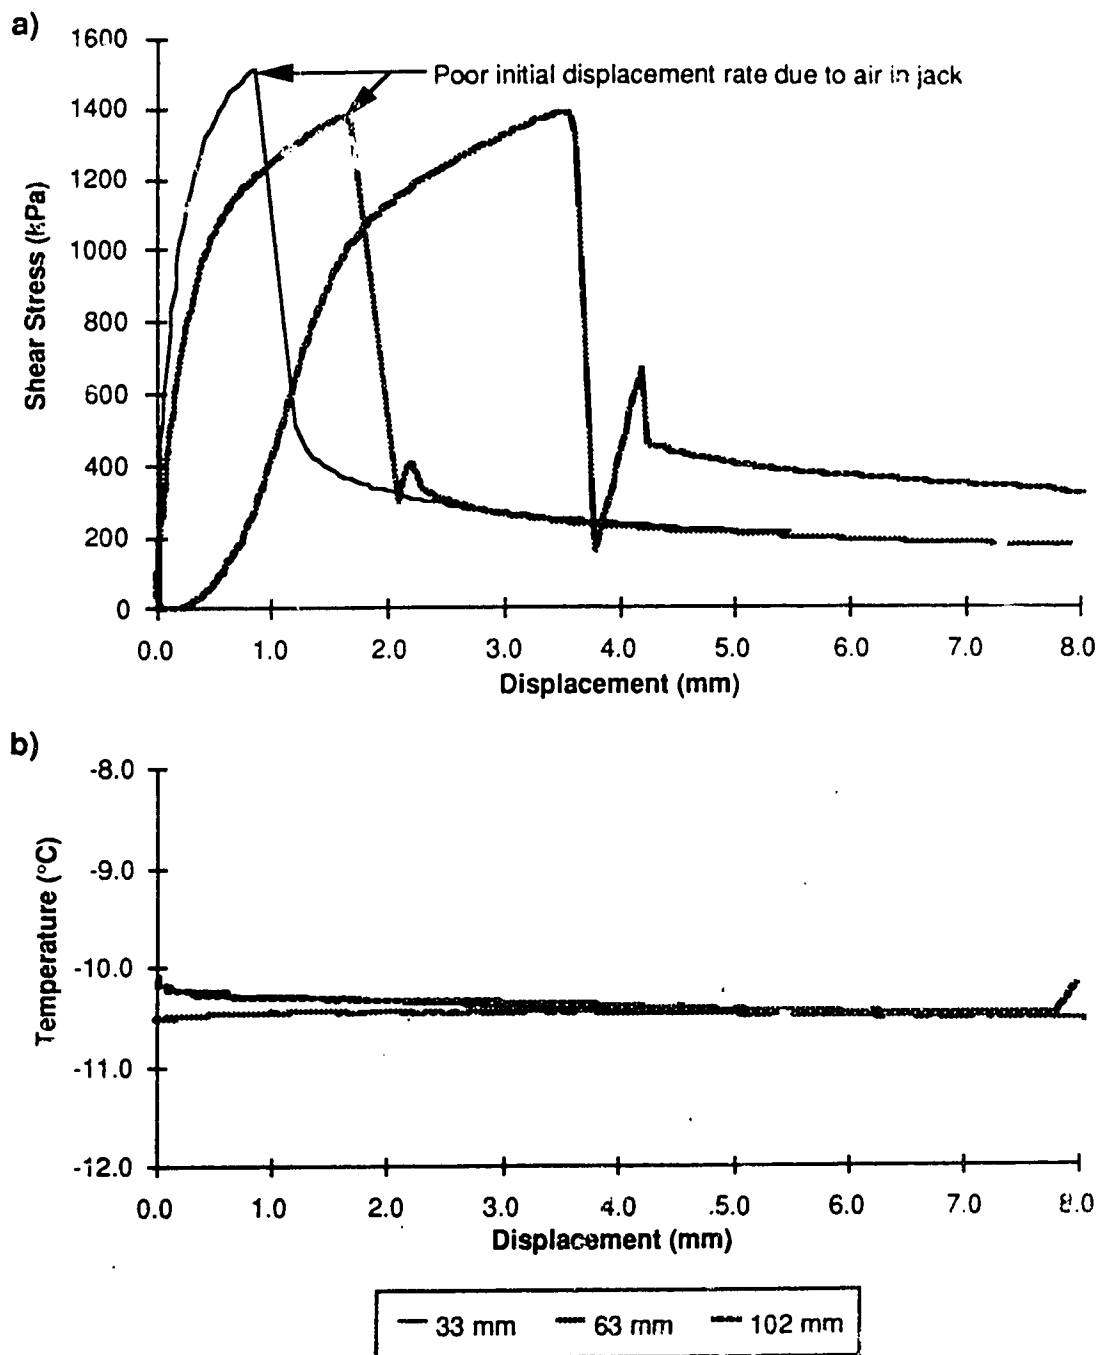 a)
1600
Poor initial displacement rate due to air in jack
1400
1200
1000
800
600
400
200
0
Shear Stress (kPa)
0.0 1.0 2.0 3.0 4.0 5.0 6.0 7.0 8.0
Displacement (mm)
b)
-8.0
-9.0
-10.0
-11.0
-12.0
Temperature (°C)
0.0 1.0 2.0 3.0 4.0 5.0 6.0 7.0 8.0
Displacement (mm)
33 mm 63 mm 102 mm